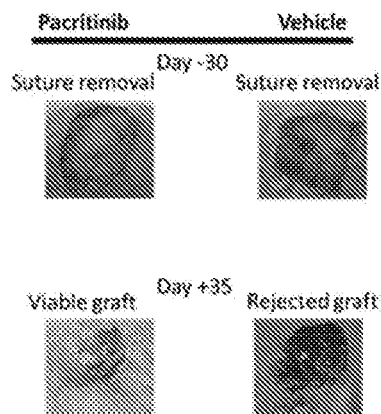 Pacritinib Vehicle
Day -30
Suture removal Suture removal
Day +35
Viable graft Rejected graft